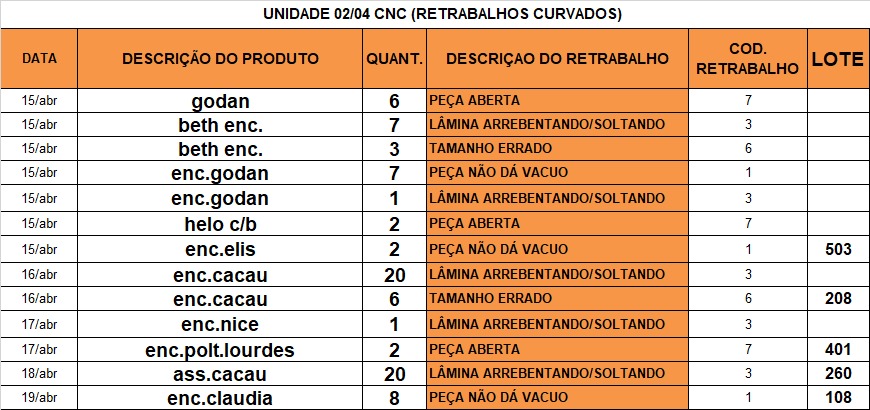 UNIDADE 02/04 CNC (RETRABALHOS CURVADOS)
DATA DESCRIÇÃO DO PRODUTO QUANT. DESCRIÇAO DO RETRABALHO COD. RETRABALHO LOTE
15/abr godan 6 PEÇA ABERTA 7
15/abr beth enc. 7 LÂMINA ARREBENTANDO/SOLTANDO 3
15/abr beth enc. 3 TAMANHO ERRADO 6
15/abr enc.godan 7 PEÇA NÃO DÁ VACUO 1
15/abr enc.godan 1 LÂMINA ARREBENTANDO/SOLTANDO 3
15/abr helo c/b 2 PEÇA ABERTA 7
15/abr enc.elis 2 PEÇA NÃO DÁ VACUO 1 503
16/abr enc.cacau 20 LÂMINA ARREBENTANDO/SOLTANDO 3
16/abr enc.cacau 6 TAMANHO ERRADO 6 208
17/abr enc.nice 1 LÂMINA ARREBENTANDO/SOLTANDO 3
17/abr enc.polt.lourdes 2 PEÇA ABERTA 7 401
18/abr ass.cacau 20 LÂMINA ARREBENTANDO/SOLTANDO 3 260
19/abr enc.claudia 8 PEÇA NÃO DÁ VACUO 1 108